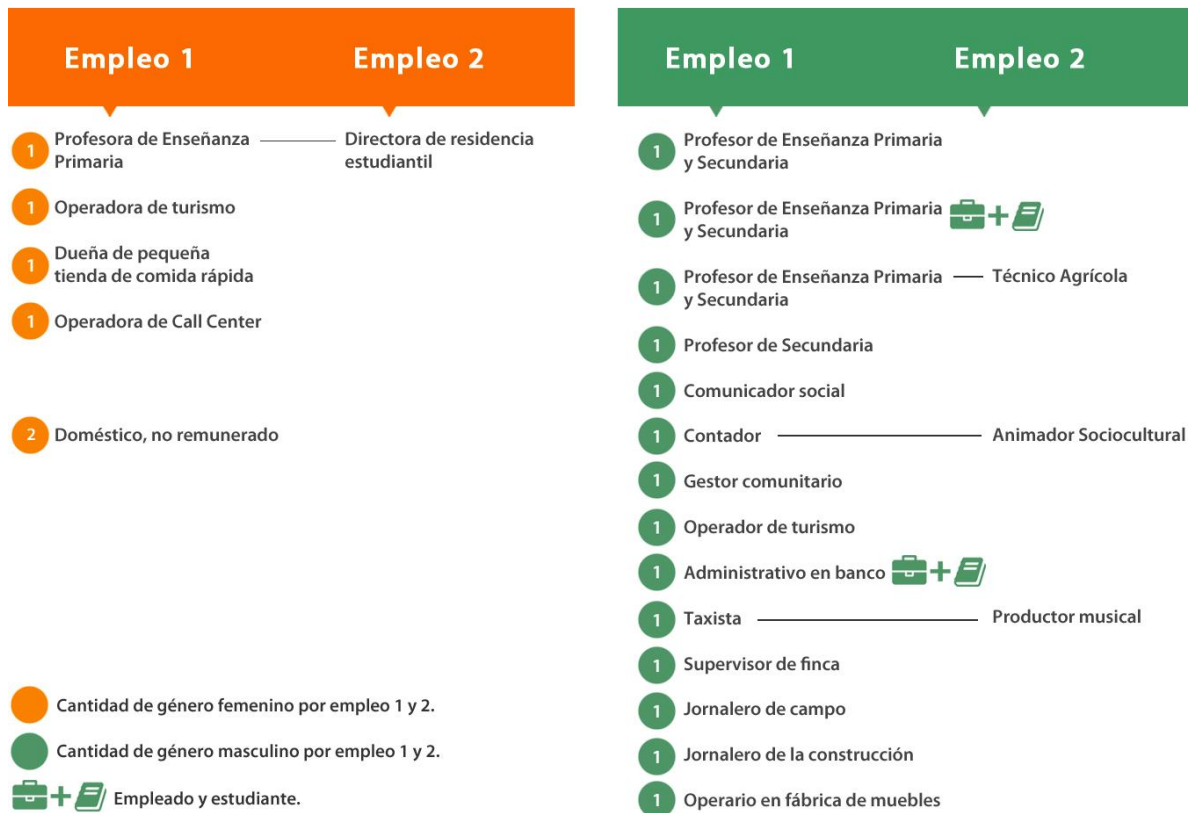 Empleo 1
Empleo 2
1 Profesora de Enseñanza
Primaria
Directora de residencia
estudiantil
1 Operadora de turismo
1 Dueña de pequeña
tienda de comida rápida
1 Operadora de Call Center
2 Doméstico, no remunerado
Cantidad de género femenino por empleo 1 y 2.
Cantidad de género masculino por empleo 1 y 2.
Empleado y estudiante.
Empleo 1
Empleo 2
1 Profesor de Enseñanza Primaria
y Secundaria
1 Profesor de Enseñanza Primaria
y Secundaria
1 Profesor de Enseñanza Primaria
y Secundaria
Técnico Agrícola
1 Profesor de Secundaria
1 Comunicador social
1 Contador
Animador Sociocultural
1 Gestor comunitario
1 Operador de turismo
1 Administrativo en banco
1 Taxista
Productor musical
1 Supervisor de finca
1 Jornalero de campo
1 Jornalero de la construcción
1 Operario en fábrica de muebles